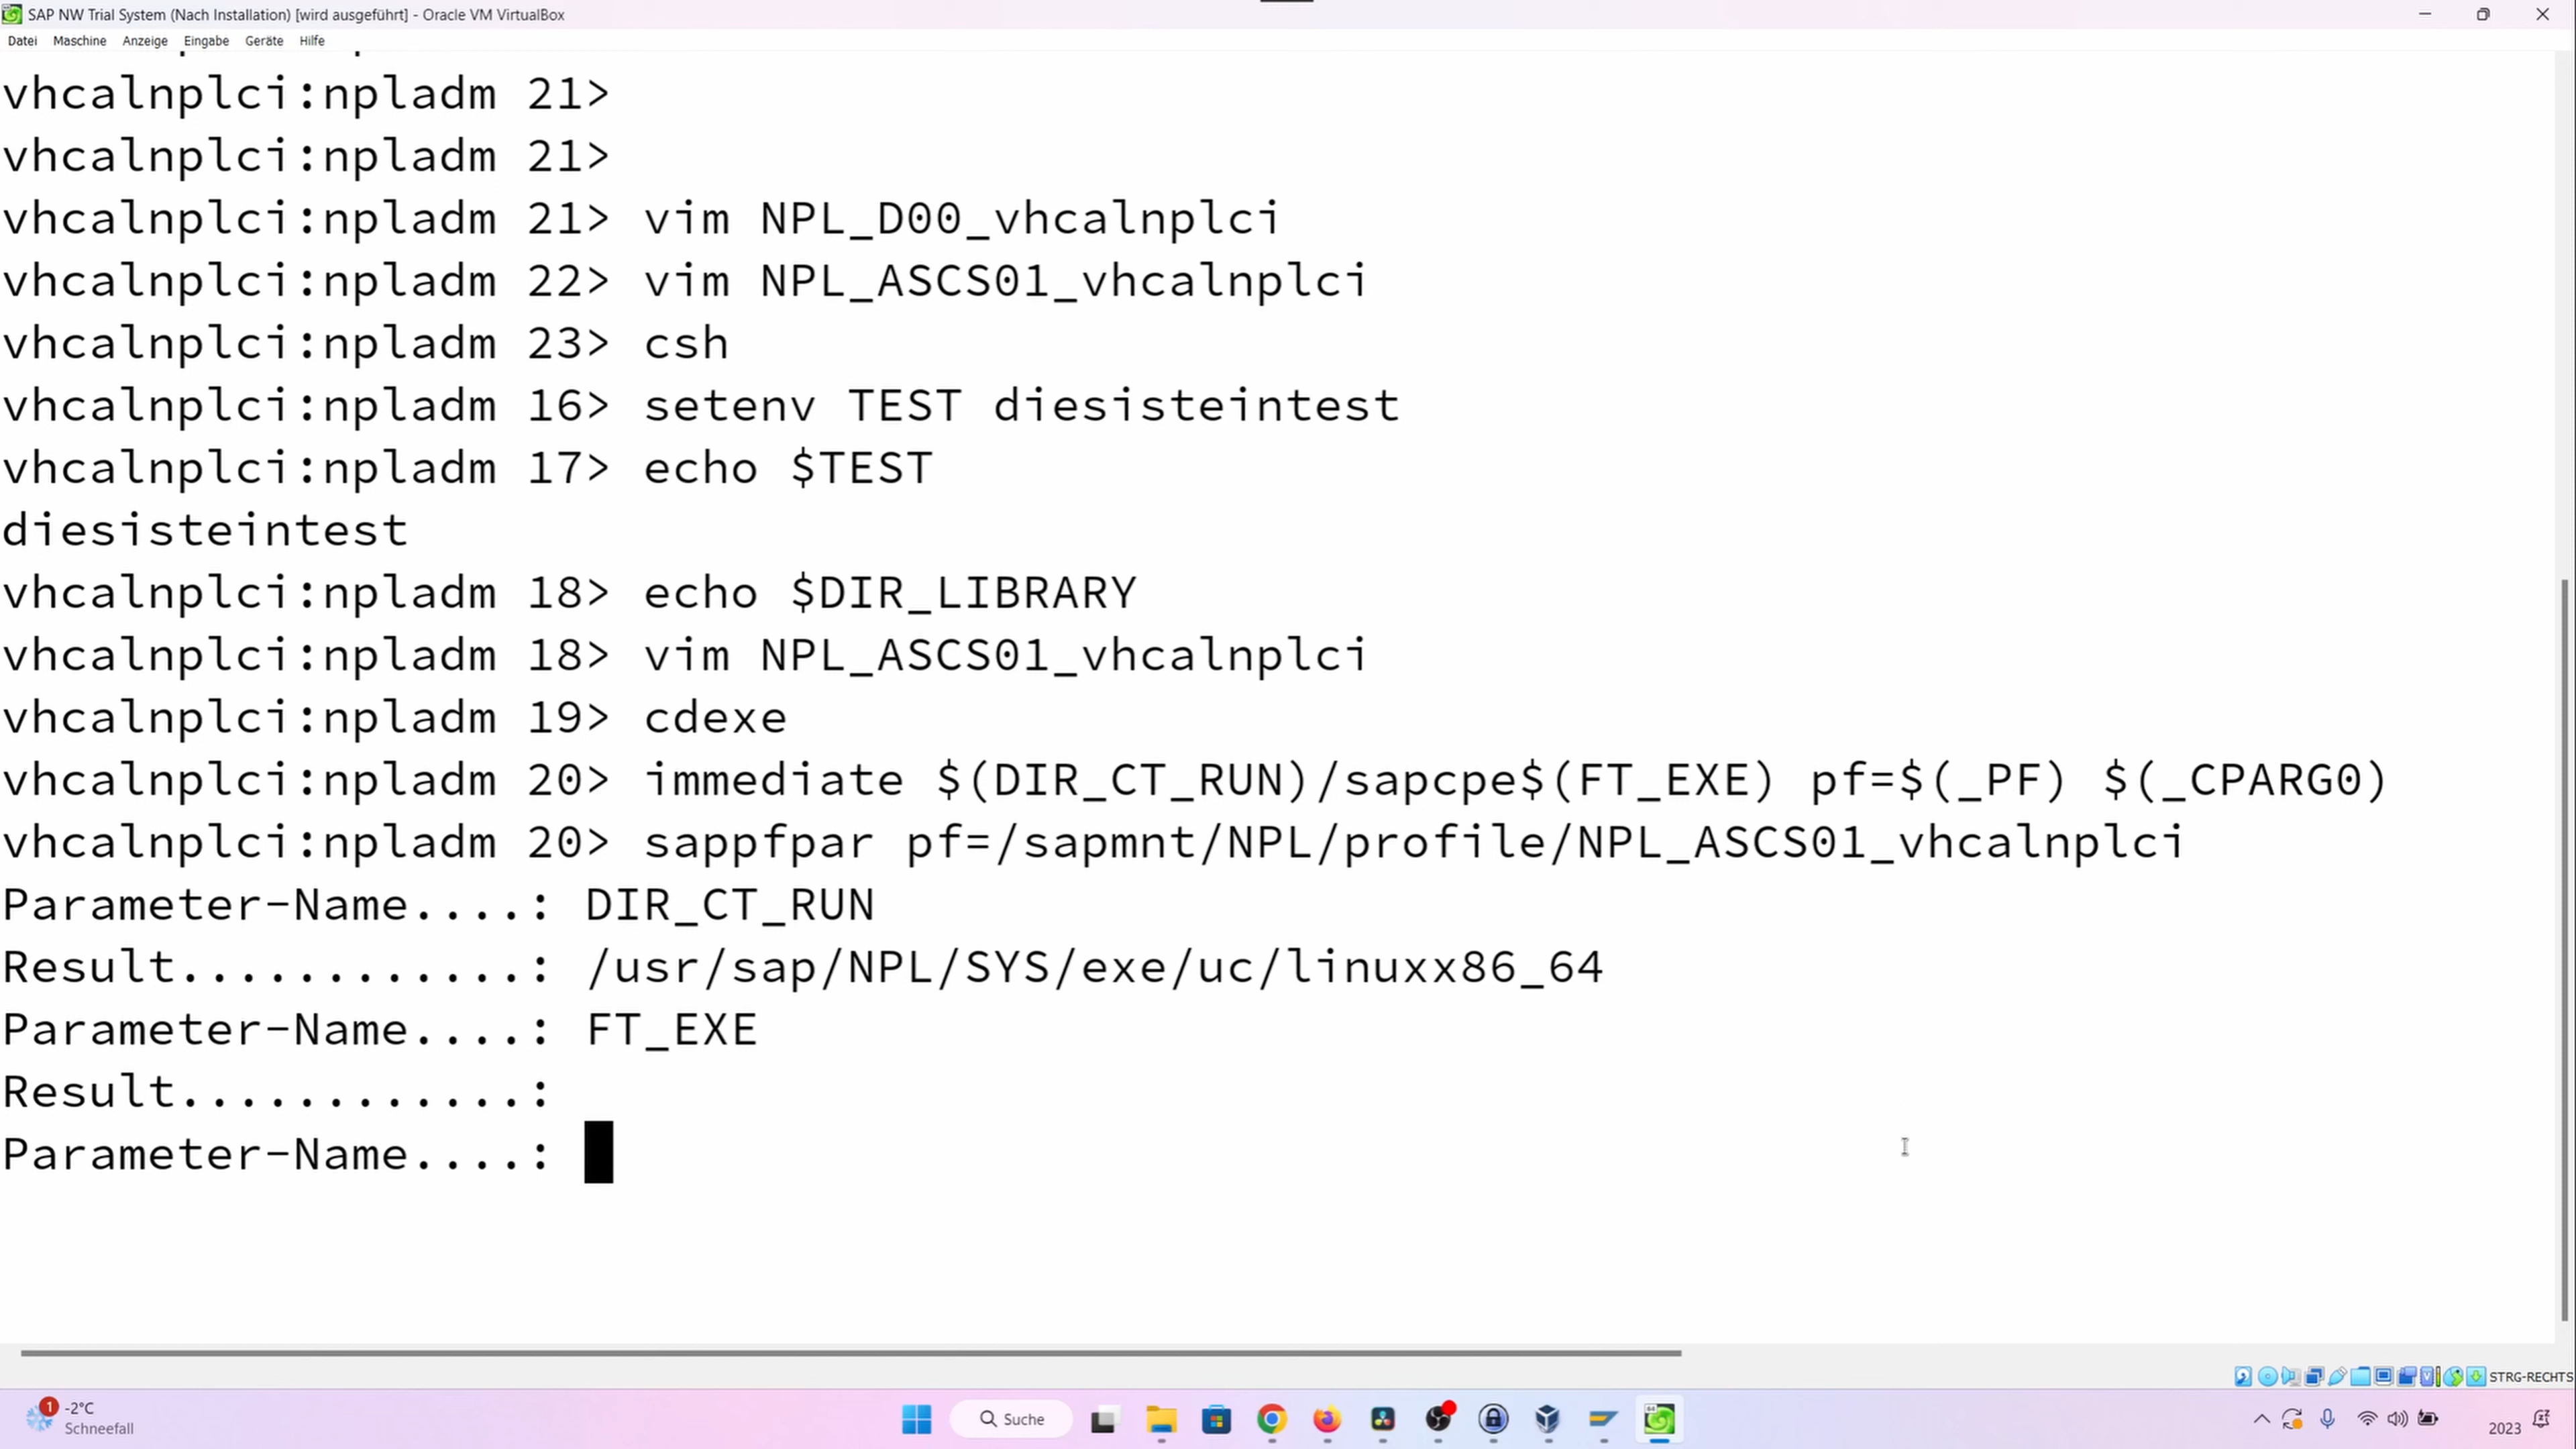 SAP NW Trial System (Nach Installation) [wird ausgeführt] - Oracle VM VirtualBox
Datei Maschine Anzeige Eingabe Geräte Hilfe
vhcalnplci:npladm 21>
vhcalnplci:npladm 21>
vhcalnplci:npladm 21> vim NPL_D00_vhcalnplci
vhcalnplci:npladm 22> vim NPL_ASCS01_vhcalnplci
vhcalnplci:npladm 23> csh
vhcalnplci:npladm 16> setenv TEST diesisteintest
vhcalnplci:npladm 17> echo $TEST
diesisteintest
vhcalnplci:npladm 18> echo $DIR_LIBRARY
vhcalnplci:npladm 18> vim NPL_ASCS01_vhcalnplci
vhcalnplci:npladm 19> cdexe
vhcalnplci:npladm 20> immediate $(DIR_CT_RUN)/sapcpe$(FT_EXE) pf=$(_PF) $(_CPARG0)
vhcalnplci:npladm 20> sappfpar pf=/sapmnt/NPL/profile/NPL_ASCS01_vhcalnplci
Parameter-Name....: DIR_CT_RUN
Result............: /usr/sap/NPL/SYS/exe/uc/linuxx86_64
Parameter-Name....: FT_EXE
Result............:
Parameter-Name....:
STRG-RECHTS
1
-2°C
Schneefall
Suche
2023